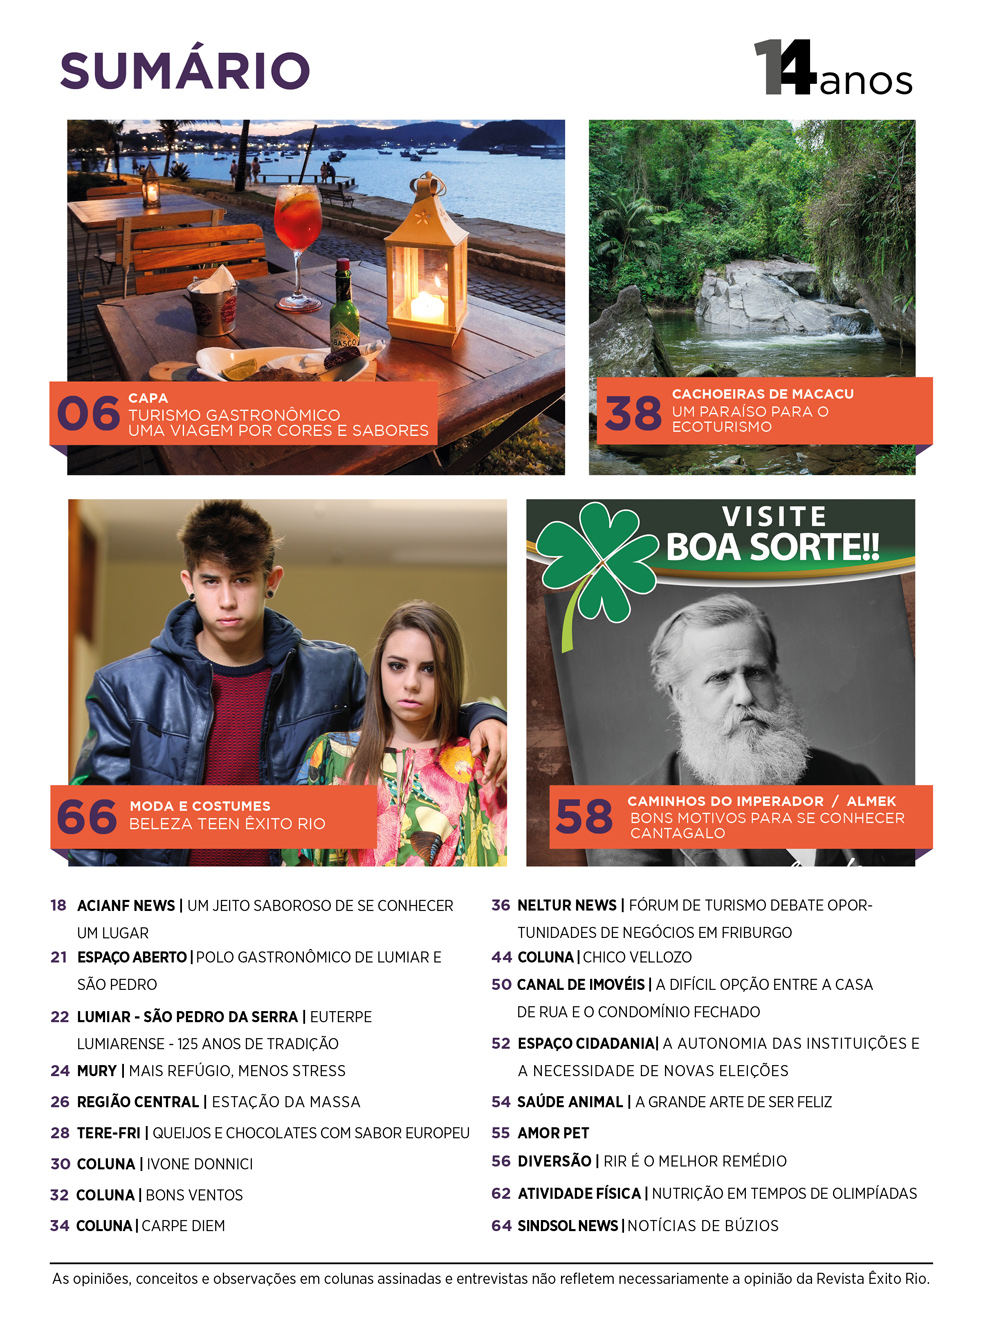 SUMÁRIO
14anos
TABASCO
06
CAPA
TURISMO GASTRONÔMICO
UMA VIAGEM POR CORES E SABORES
38
CACHOEIRAS DE MACACU
UM PARAÍSO PARA O
ECOTURISMO
VISITE
BOA SORTE!!
66
MODA E COSTUMES
BELEZA TEEN ÊXITO RIO
58
CAMINHOS DO IMPERADOR / ALMEK
BONS MOTIVOS PARA SE CONHECER
CANTAGALO
18 ACIANF NEWS | UM JEITO SABOROSO DE SE CONHECER
UM LUGAR
21 ESPAÇO ABERTO | POLO GASTRONÔMICO DE LUMIAR E
SÃO PEDRO
22 LUMIAR - SÃO PEDRO DA SERRA | EUTERPE
LUMIARENSE - 125 ANOS DE TRADIÇÃO
24 MURY | MAIS REFÚGIO, MENOS STRESS
26 REGIÃO CENTRAL | ESTAÇÃO DA MASSA
28 TERE-FRI | QUEIJOS E CHOCOLATES COM SABOR EUROPEU
30 COLUNA | IVONE DONNICI
32 COLUNA | BONS VENTOS
34 COLUNA | CARPE DIEM
36 NELTUR NEWS | FÓRUM DE TURISMO DEBATE OPOR-
TUNIDADES DE NEGÓCIOS EM FRIBURGO
44 COLUNA | CHICO VELLOZO
50 CANAL DE IMOVÉIS | A DIFÍCIL OPÇÃO ENTRE A CASA
DE RUA E O CONDOMÍNIO FECHADO
52 ESPAÇO CIDADANIA| A AUTONOMIA DAS INSTITUIÇÕES E
A NECESSIDADE DE NOVAS ELEIÇÕES
54 SAÚDE ANIMAL | A GRANDE ARTE DE SER FELIZ
55 AMOR PET
56 DIVERSÃO | RIR É O MELHOR REMÉDIO
62 ATIVIDADE FÍSICA | NUTRIÇÃO EM TEMPOS DE OLIMPÍADAS
64 SINDSOL NEWS | NOTÍCIAS DE BÚZIOS
As opiniões, conceitos e observações em colunas assinadas e entrevistas não refletem necessariamente a opinião da Revista Êxito Rio.